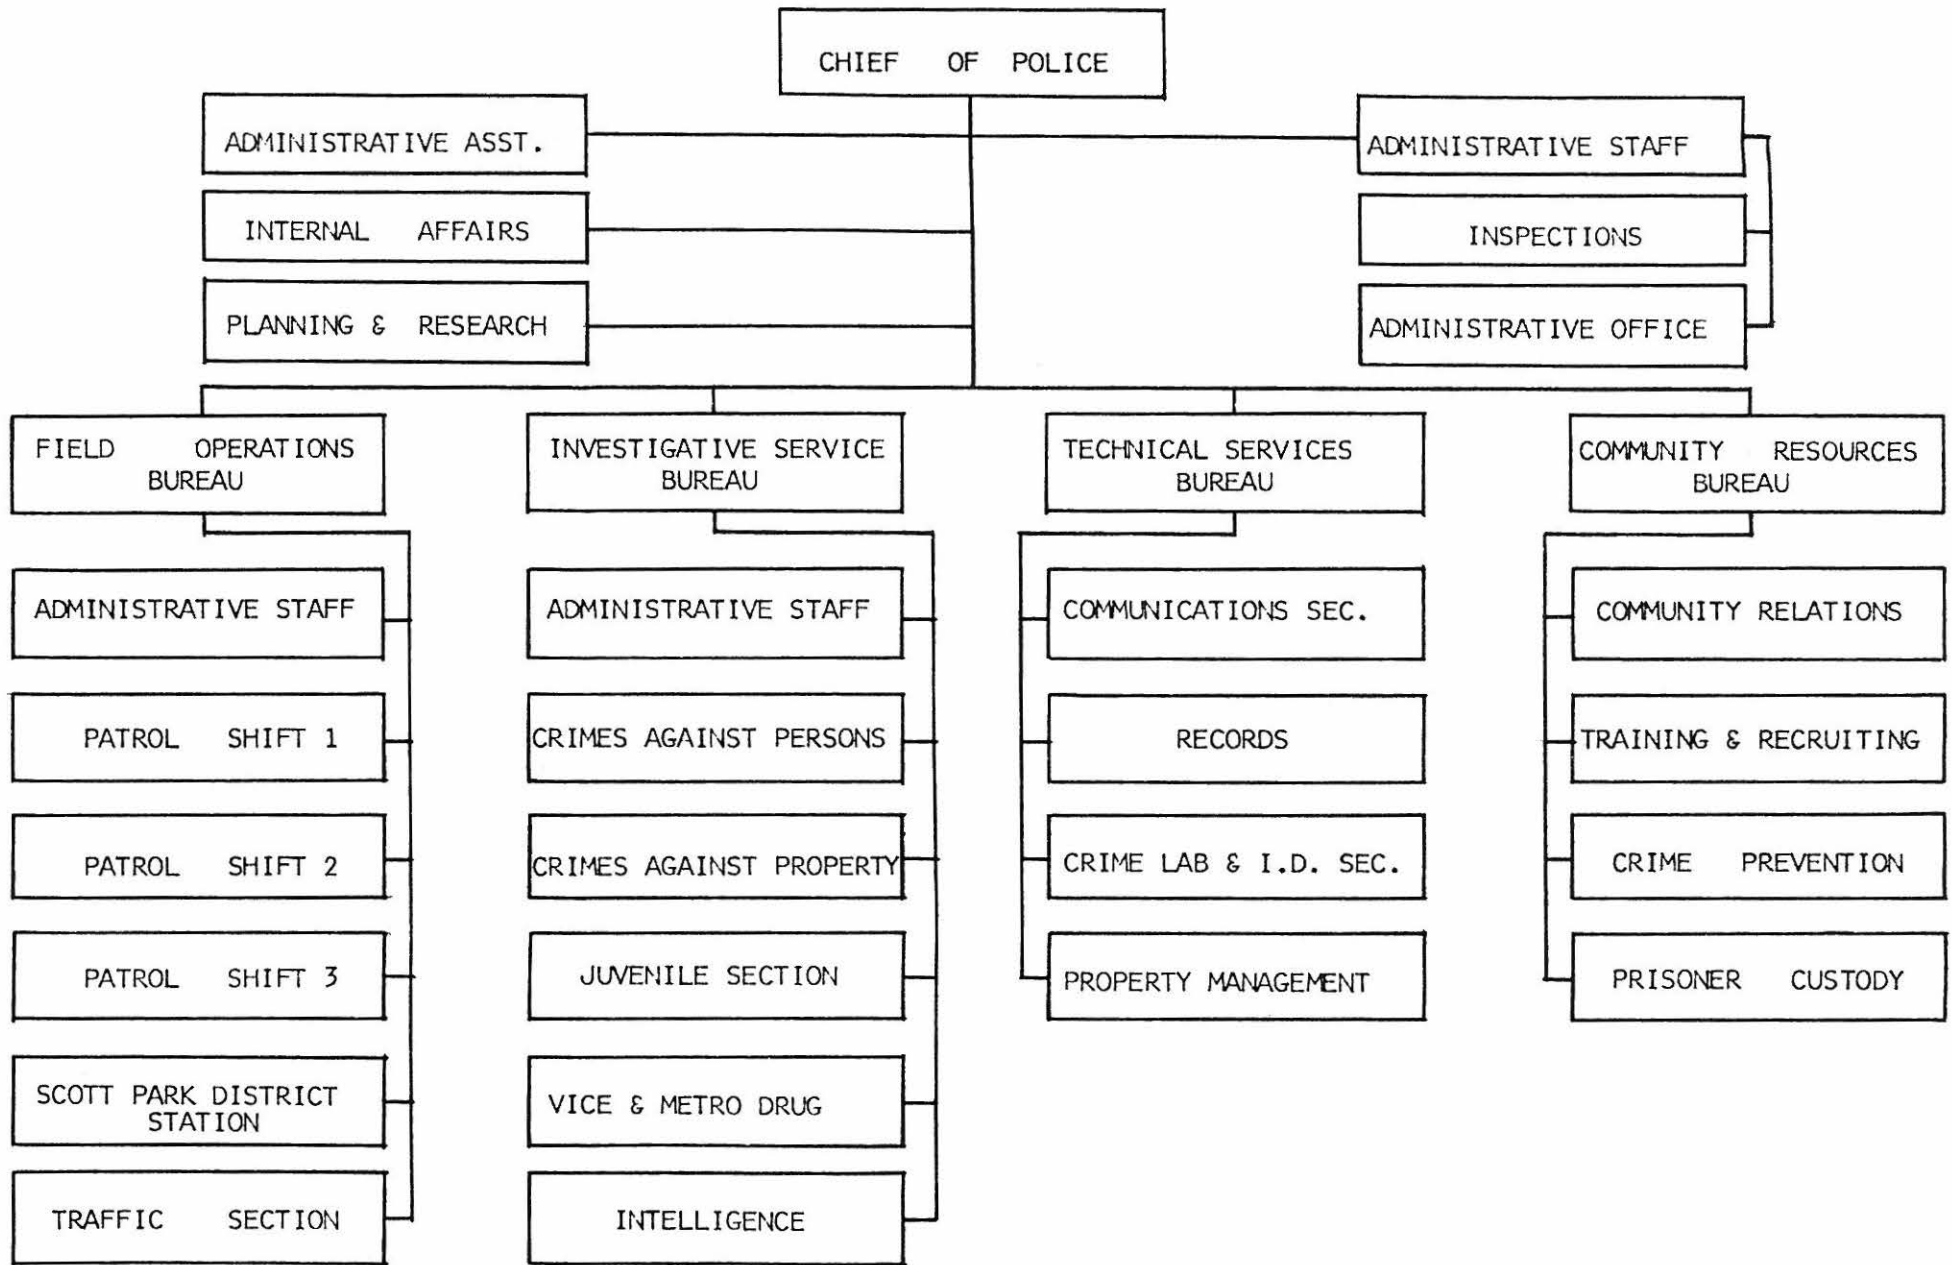 CHIEF OF POLICE
ADMINISTRATIVE ASST.
ADMINISTRATIVE STAFF
INTERNAL AFFAIRS
INSPECTIONS
PLANNING & RESEARCH
ADMINISTRATIVE OFFICE
FIELD OPERATIONS
BUREAU
INVESTIGATIVE SERVICE
BUREAU
TECHNICAL SERVICES
BUREAU
COMMUNITY RESOURCES
BUREAU
ADMINISTRATIVE STAFF
PATROL SHIFT 1
PATROL SHIFT 2
PATROL SHIFT 3
SCOTT PARK DISTRICT
STATION
TRAFFIC SECTION
ADMINISTRATIVE STAFF
CRIMES AGAINST PERSONS
CRIMES AGAINST PROPERTY
JUVENILE SECTION
VICE & METRO DRUG
INTELLIGENCE
COMMUNICATIONS SEC.
RECORDS
CRIME LAB & I.D. SEC.
PROPERTY MANAGEMENT
COMMUNITY RELATIONS
TRAINING & RECRUITING
CRIME PREVENTION
PRISONER CUSTODY